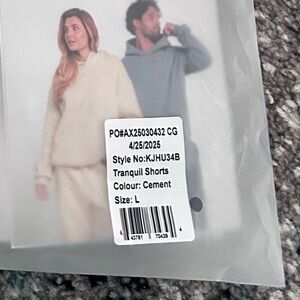 PO#AX25030432 CG
4/25/2025
Style No:KJHU34B
Tranquil Shorts
Colour: Cement
Size: L